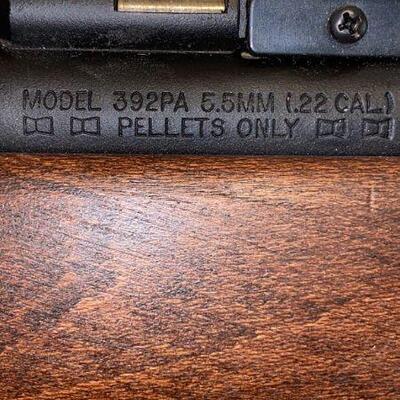 MODEL 392PA 5.5MM (.22 CAL.)
PELLETS ONLY